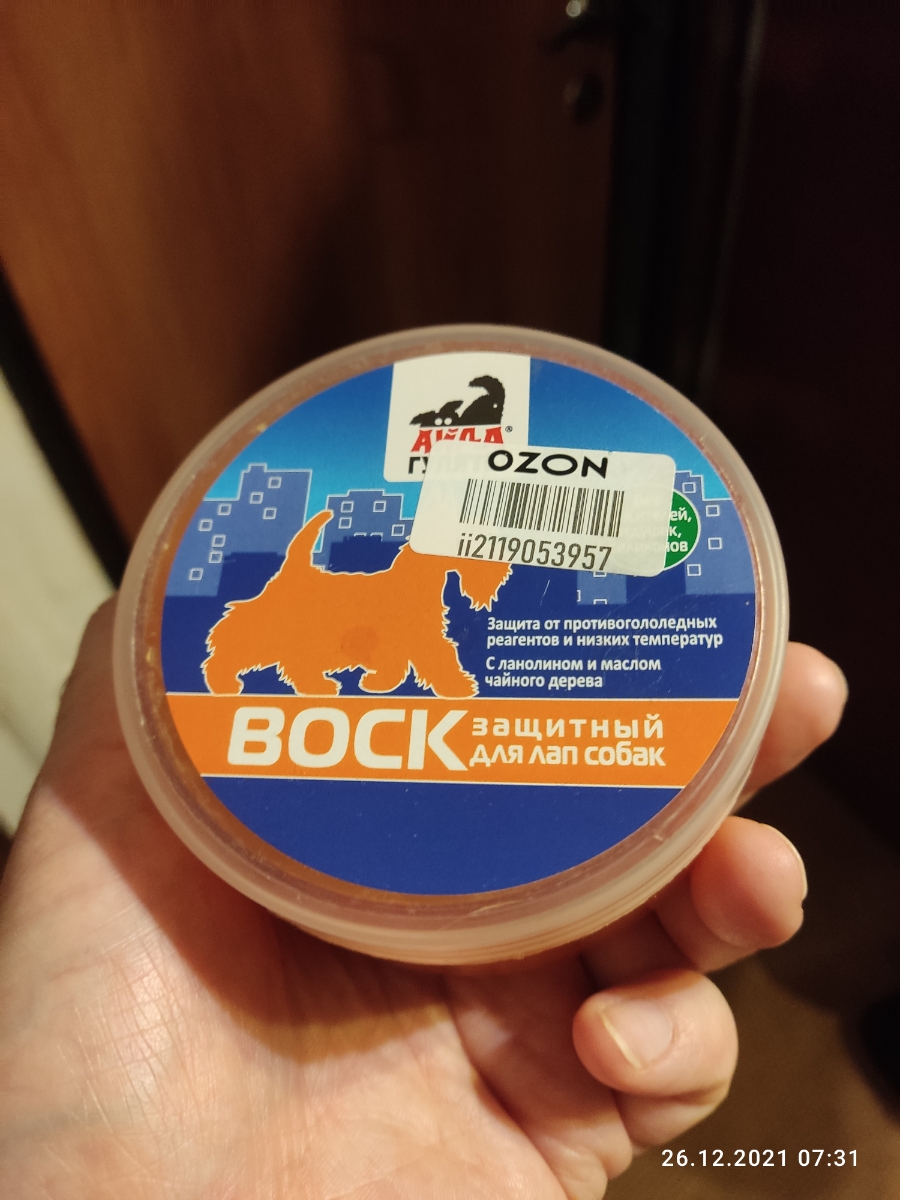 АЙДА®
OZON
ii2119053957
Защита от противогололедных
реагентов и низких температур
С ланолином и маслом
чайного дерева
ВОСК
защитный
для лап собак
26.12.2021 07:31